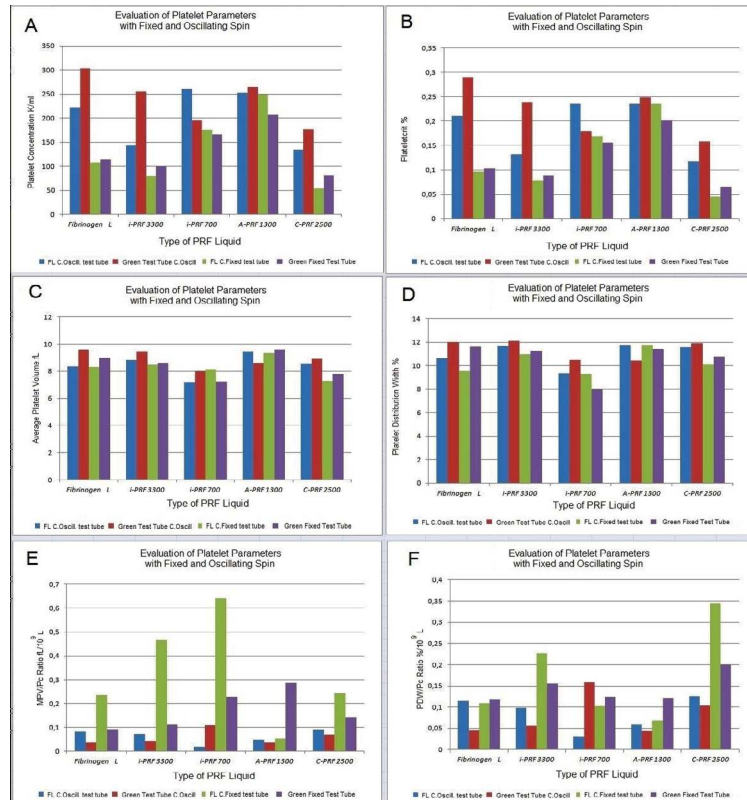 A
Evaluation of Platelet Parameters
with Fixed and Oscillating Spin
Platelet Concentration K/ml
350
300
250
200
150
100
50
0
Fibrinogen L
i-PRF 3300
i-PRF 700
A-PRF 1300
C-PRF 2500
Type of PRF Liquid
FL C.Oscill. test tube
Green Test Tube C.Oscill
FL C.Fixed test tube
Green Fixed Test Tube
B
Evaluation of Platelet Parameters
with Fixed and Oscillating Spin
Plateletcrit %
0,35
0,3
0,25
0,2
0,15
0,1
0,05
0
Fibrinogen L
i-PRF 3300
i-PRF 700
A-PRF 1300
C-PRF 2500
Type of PRF Liquid
FL C.Oscill. test tube
Green Test Tube C.Oscill
FL C.Fixed test tube
Green Fixed Test Tube
C
Evaluation of Platelet Parameters
with Fixed and Oscillating Spin
Average Platelet Volume fL
12
10
8
6
4
2
0
Fibrinogen L
i-PRF 3300
i-PRF 700
A-PRF 1300
C-PRF 2500
Type of PRF Liquid
FL C.Oscill. test tube
Green Test Tube C.Oscill
FL C.Fixed test tube
Green Fixed Test Tube
D
Evaluation of Platelet Parameters
with Fixed and Oscillating Spin
Platelet Distribution Width %
14
12
10
8
6
4
2
0
Fibrinogen L
i-PRF 3300
i-PRF 700
A-PRF 1300
C-PRF 2500
Type of PRF Liquid
FL C.Oscill. test tube
Green Test Tube C.Oscill
FL C.Fixed test tube
Green Fixed Test Tube
E
Evaluation of Platelet Parameters
with Fixed and Oscillating Spin
MPV/Pc Ratio fL/10⁹ L
0,7
0,6
0,5
0,4
0,3
0,2
0,1
0
Fibrinogen L
i-PRF 3300
i-PRF 700
A-PRF 1300
C-PRF 2500
Type of PRF Liquid
FL C.Oscill. test tube
Green Test Tube C.Oscill
FL C.Fixed test tube
Green Fixed Test Tube
F
Evaluation of Platelet Parameters
with Fixed and Oscillating Spin
PDW/Pc Ratio %/10⁹ L
0,4
0,35
0,3
0,25
0,2
0,15
0,1
0,05
0
Fibrinogen L
i-PRF 3300
i-PRF 700
A-PRF 1300
C-PRF 2500
Type of PRF Liquid
FL C.Oscill. test tube
Green Test Tube C.Oscill
FL C.Fixed test tube
Green Fixed Test Tube